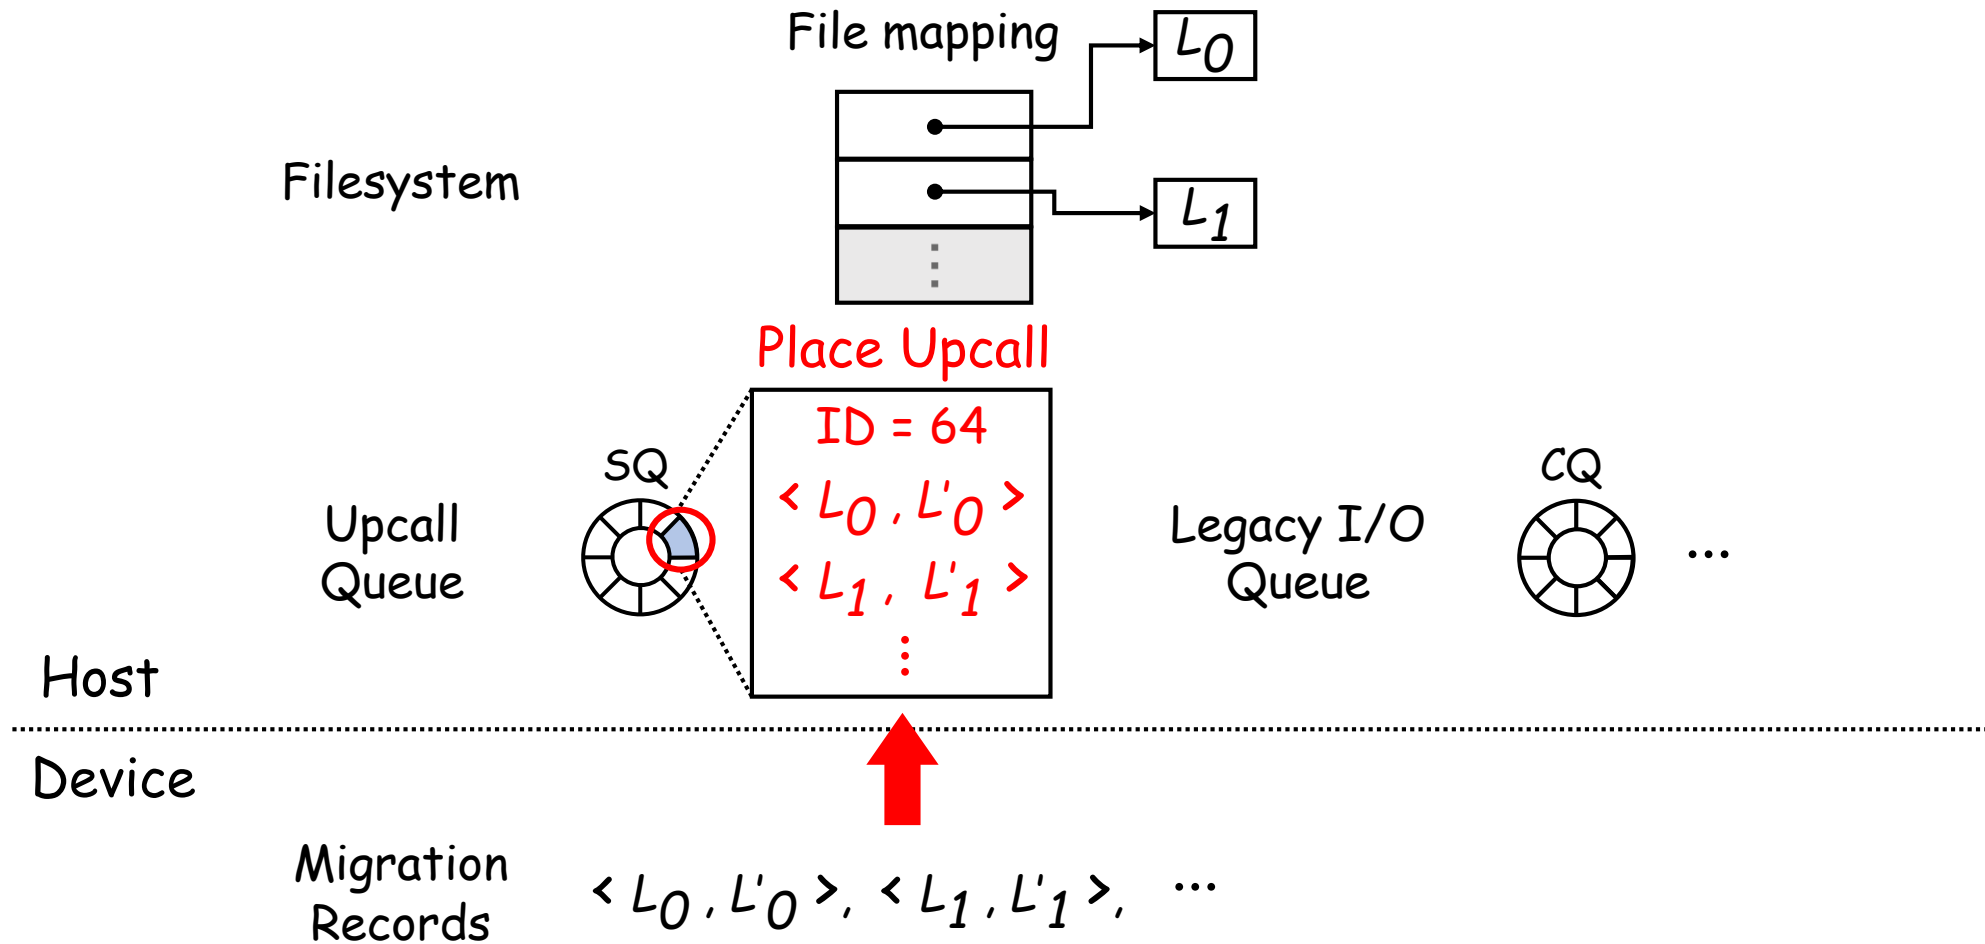 File mapping
L0
Filesystem
L1
⋮
Place Upcall
ID = 64
SQ
< L0 , L'0 >
CQ
Upcall
Queue
Legacy I/O
Queue
...
< L1 , L'1 >
⋮
Host
Device
Migration
Records
< L0 , L'0 >, < L1 , L'1 >, ...